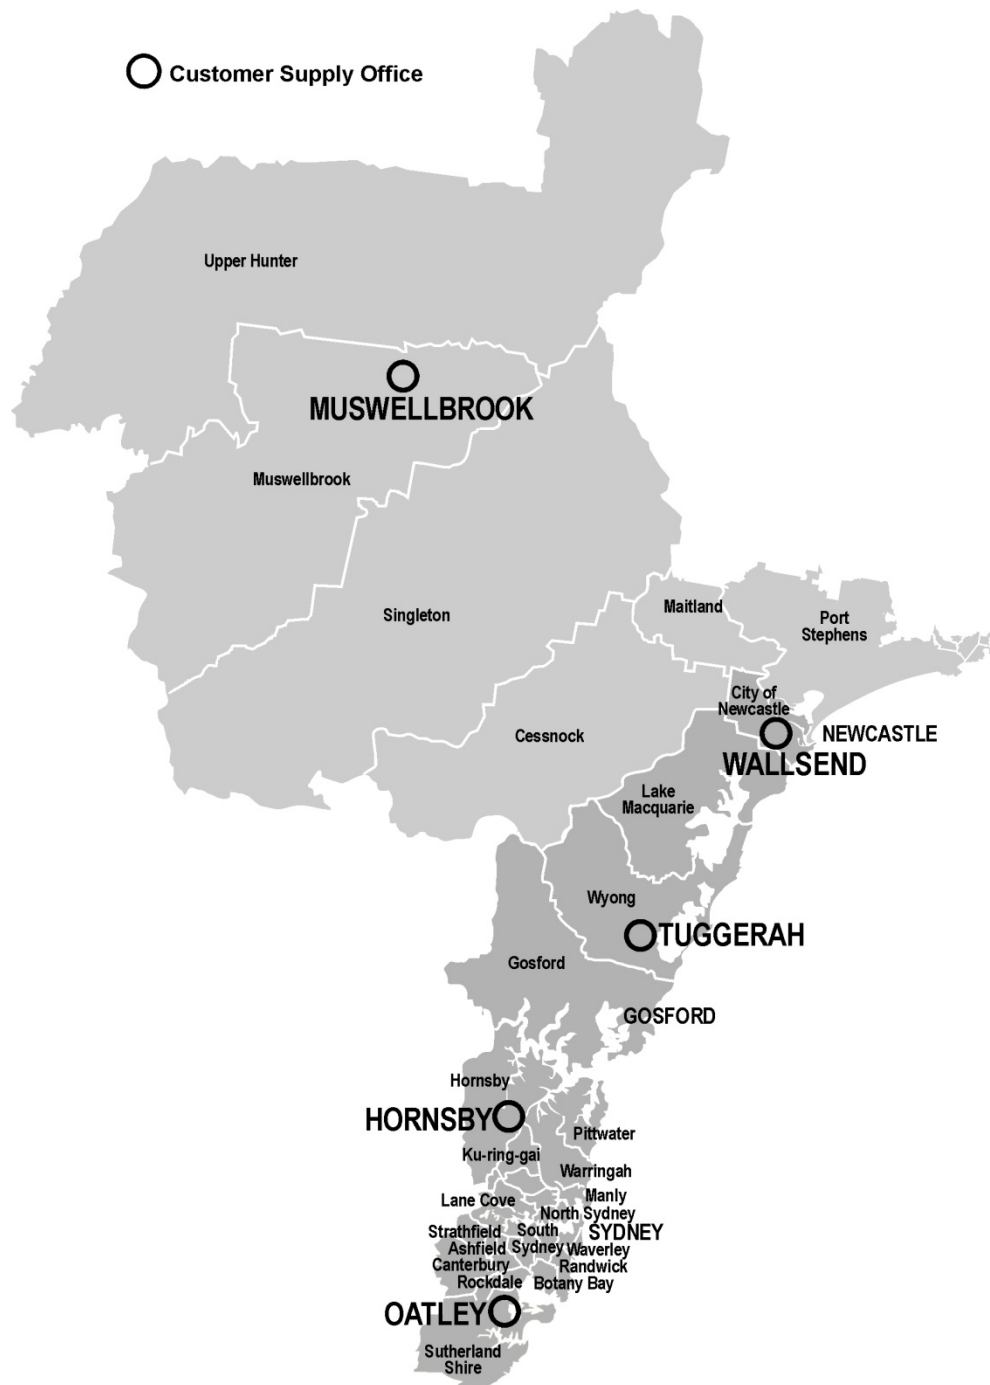 Customer Supply Office
Upper Hunter
MUSWELLBROOK
Muswellbrook
Singleton
Maitland
Port
Stephens
City of
Newcastle
NEWCASTLE
Cessnock
WALLSEND
Lake
Macquarie
Wyong
TUGGERAH
Gosford
GOSFORD
Hornsby
HORNSBY
Pittwater
Ku-ring-gai
Warringah
Manly
Lane Cove
North Sydney
Strathfield
South
Sydney
SYDNEY
Ashfield
Waverley
Canterbury
Randwick
Rockdale
Botany Bay
OATLEY
Sutherland
Shire